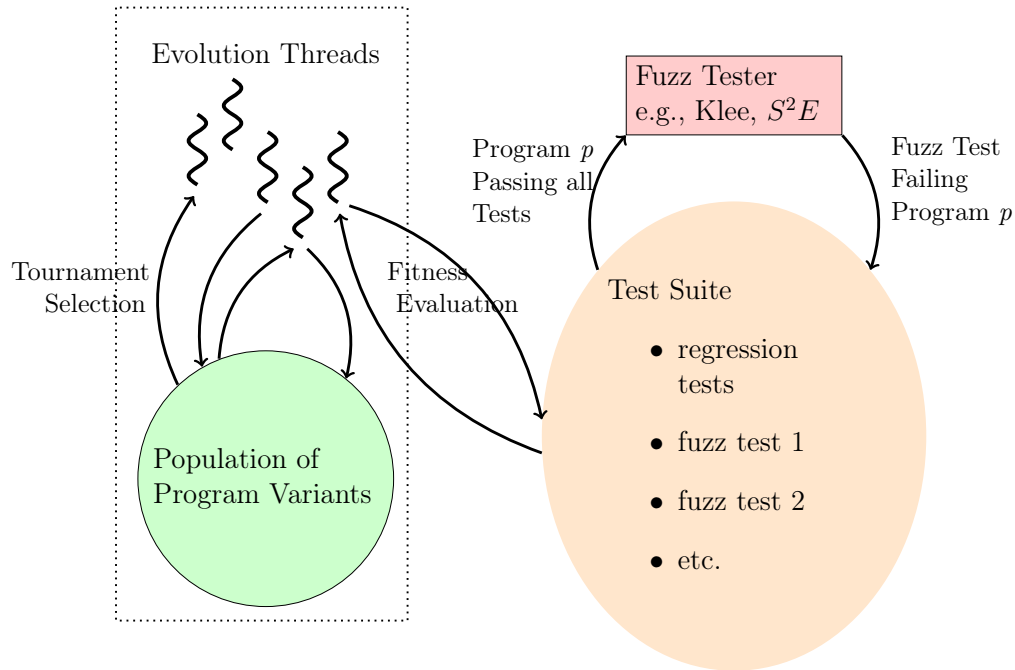 Evolution Threads
Tournament
Selection
Population of
Program Variants
Fitness
Evaluation
Program p
Passing all
Tests
Fuzz Tester
e.g., Klee, S²E
Fuzz Test
Failing
Program p
Test Suite
• regression
tests
• fuzz test 1
• fuzz test 2
• etc.